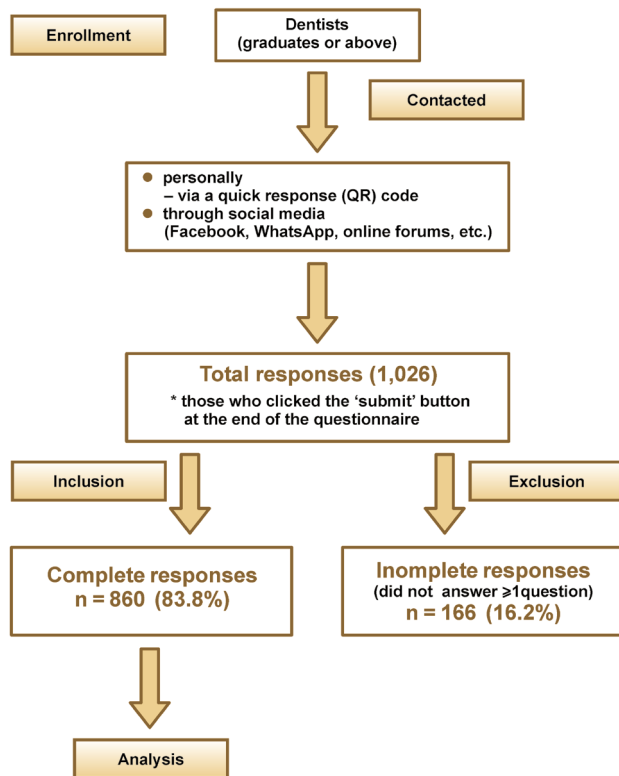 Enrollment
Dentists
(graduates or above)
Contacted
● personally
– via a quick response (QR) code
● through social media
(Facebook, WhatsApp, online forums, etc.)
Total responses (1,026)
* those who clicked the ‘submit’ button
at the end of the questionnaire
Inclusion
Exclusion
Complete responses
n = 860 (83.8%)
Inomplete responses
(did not answer ⩾1question)
n = 166 (16.2%)
Analysis